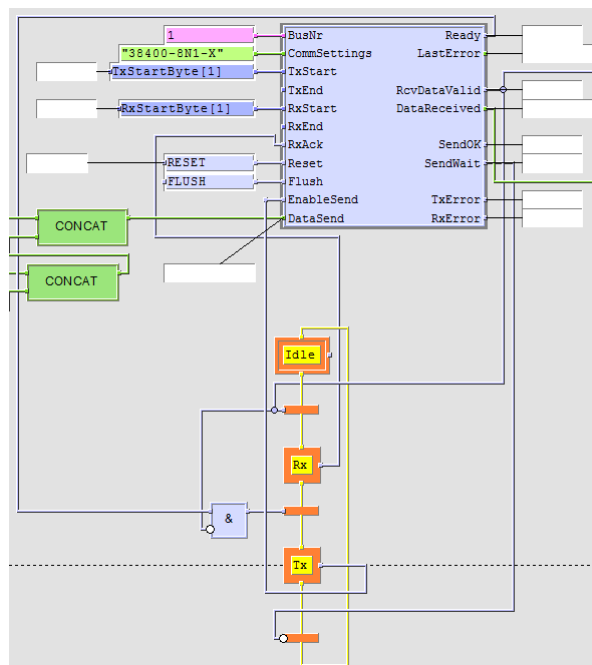 1 BusNr Ready
"38400-8N1-X" CommSettings LastError
TxStartByte[1] TxStart
TxEnd RcvDataValid
RxStartByte[1] RxStart DataReceived
RxEnd
RxAck SendOK
RESET Reset SendWait
FLUSH Flush
EnableSend TxError
DataSend RxError
CONCAT
CONCAT
Idle
Rx
&
Tx